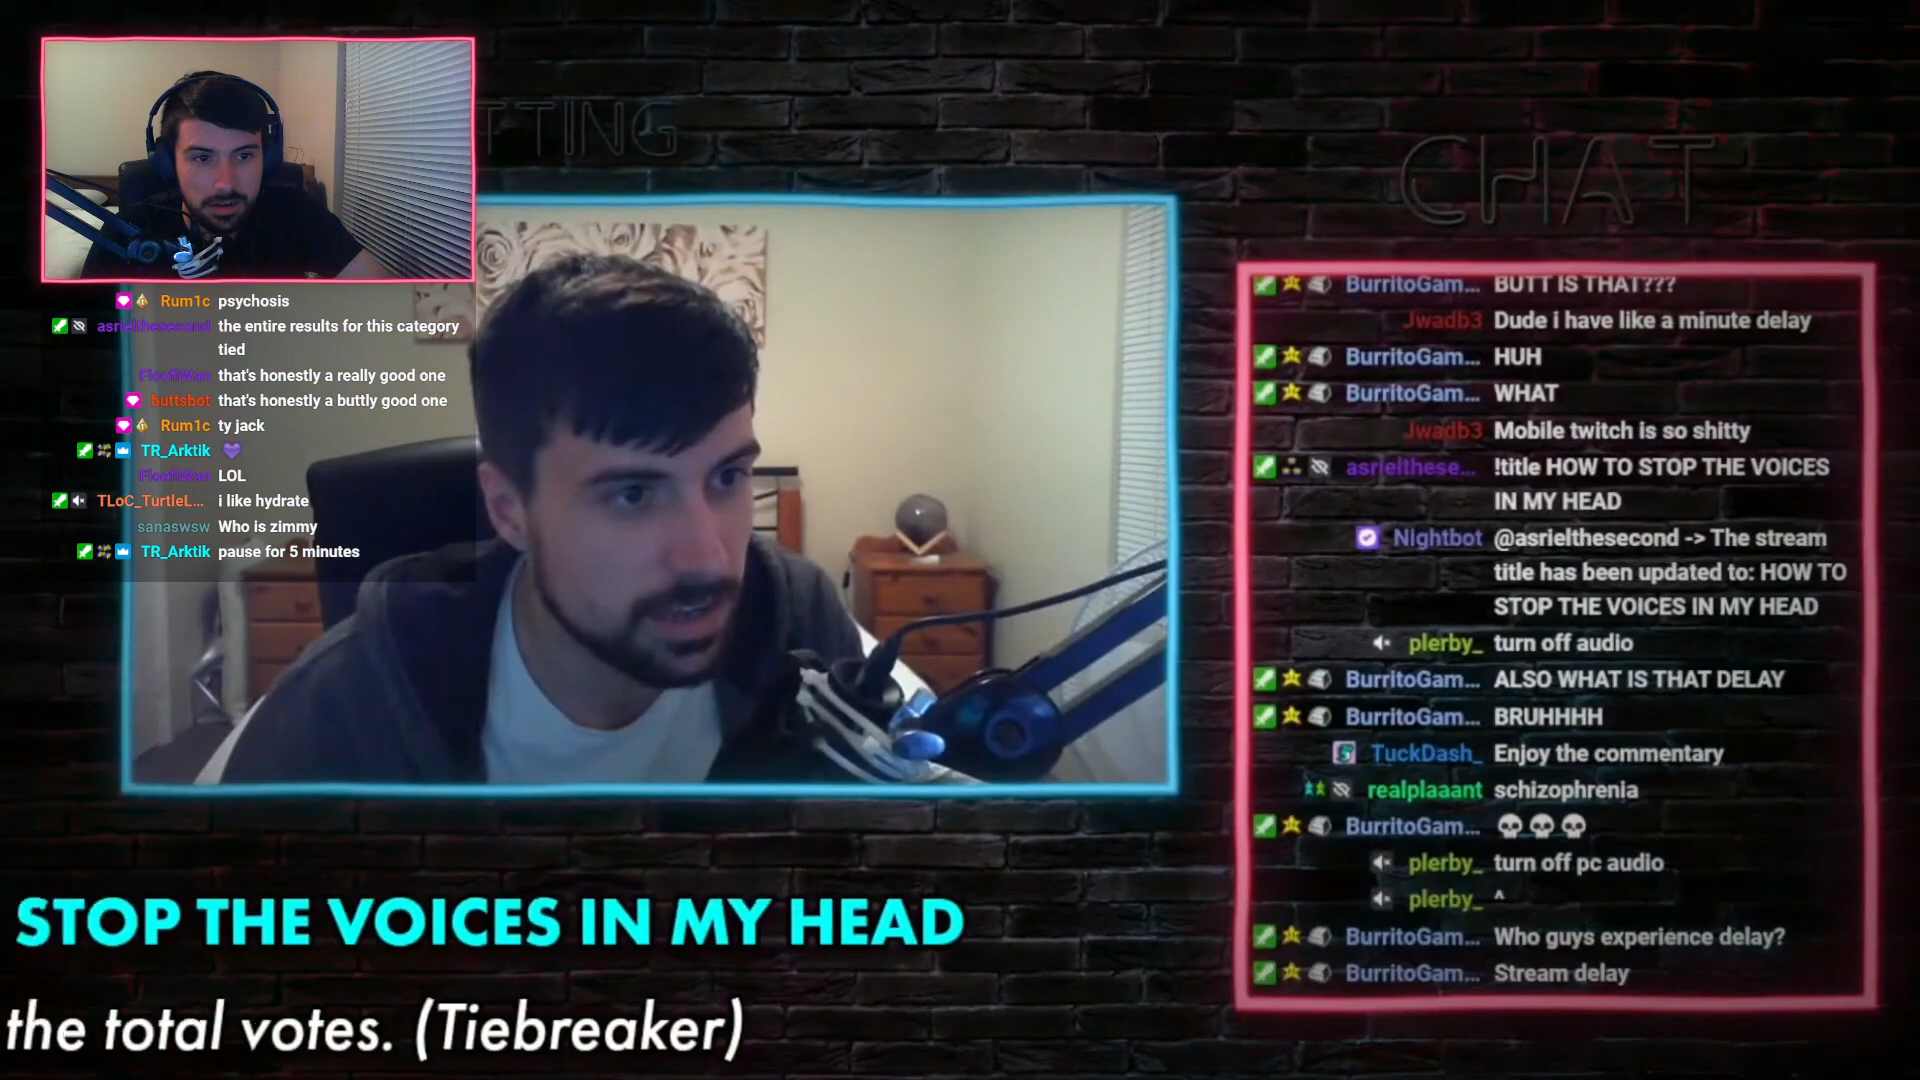 TTING
CHAT
Rum1c psychosis
asrielthesecond the entire results for this category
tied
FloofiWan that's honestly a really good one
buttsbot that's honestly a buttly good one
Rum1c ty jack
TR_Arktik 💜
FloofiWan LOL
TLoC_TurtleL... i like hydrate
sanaswsw Who is zimmy
TR_Arktik pause for 5 minutes
BurritoGam... BUTT IS THAT???
Jwadb3 Dude i have like a minute delay
BurritoGam... HUH
BurritoGam... WHAT
Jwadb3 Mobile twitch is so shitty
asrielthese... !title HOW TO STOP THE VOICES
IN MY HEAD
Nightbot @asrielthesecond -> The stream
title has been updated to: HOW TO
STOP THE VOICES IN MY HEAD
plerby_ turn off audio
BurritoGam... ALSO WHAT IS THAT DELAY
BurritoGam... BRUHHHH
TuckDash_ Enjoy the commentary
realplaaant schizophrenia
BurritoGam... 💀💀💀
plerby_ turn off pc audio
plerby_ ^
BurritoGam... Who guys experience delay?
BurritoGam... Stream delay
STOP THE VOICES IN MY HEAD
the total votes. (Tiebreaker)